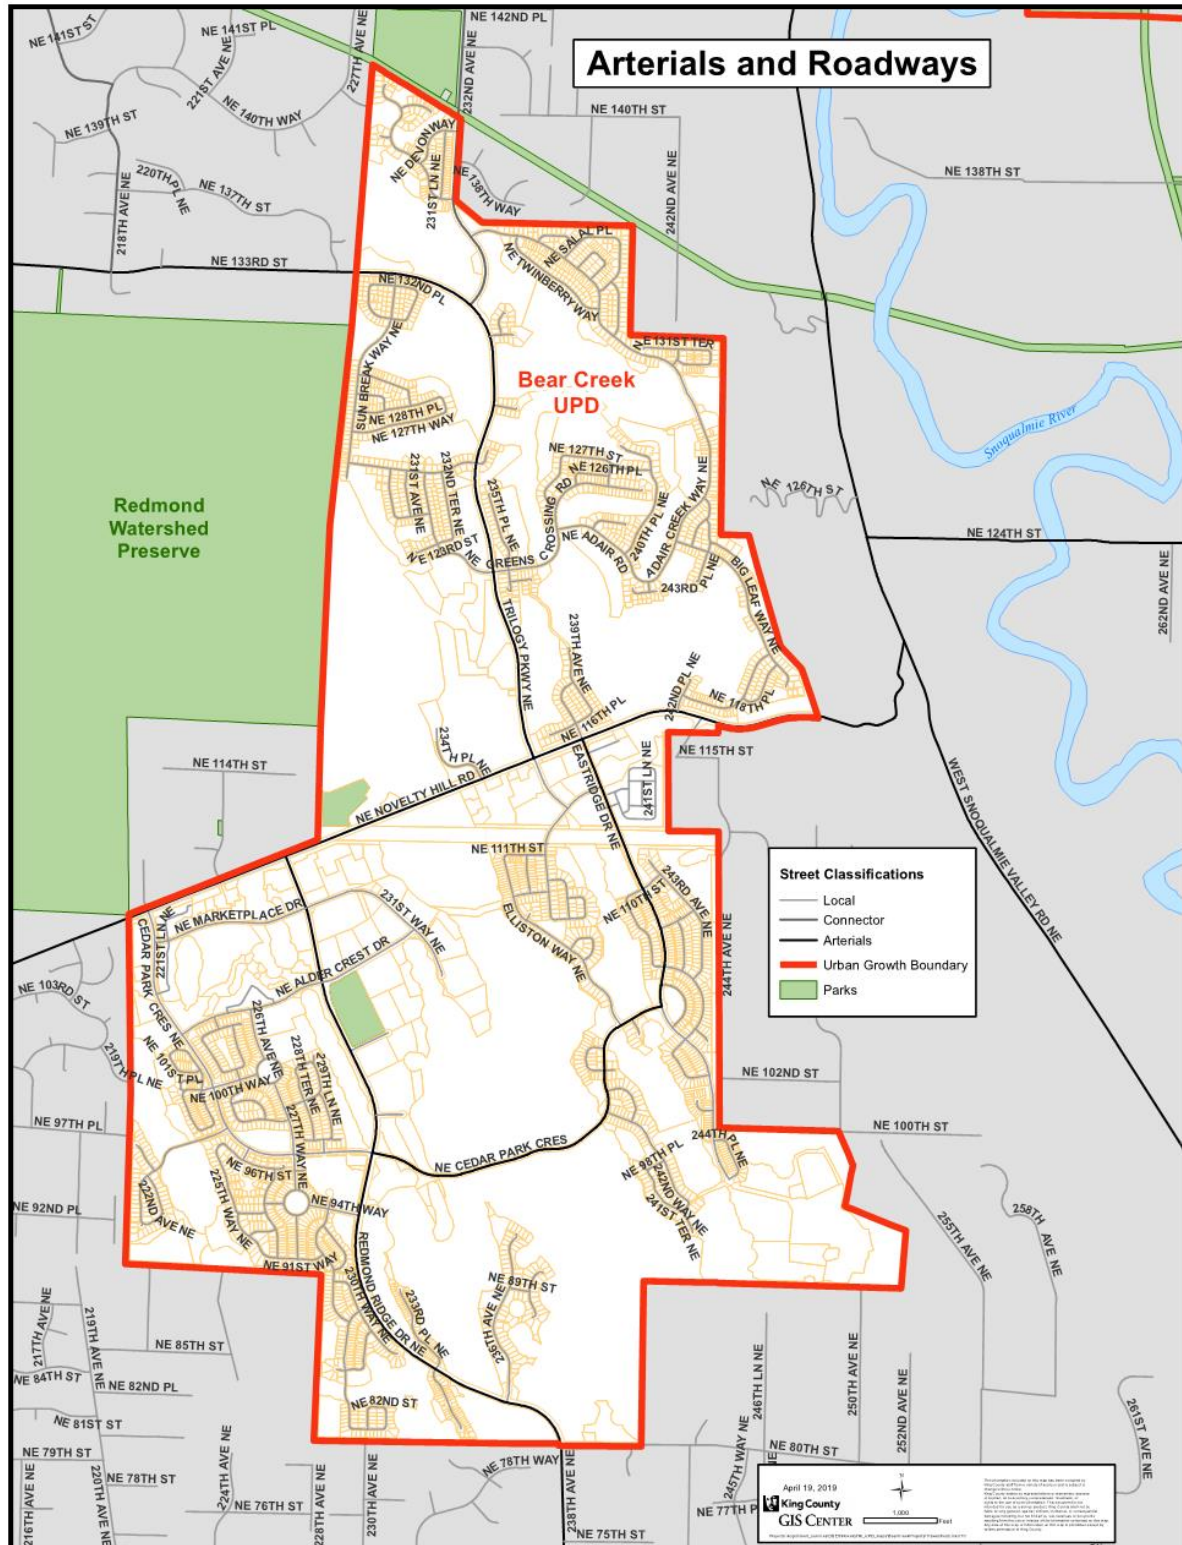 Arterials and Roadways
NE 141ST ST
NE 141ST PL
221ST AVE NE
227TH AVE NE
NE 142ND PL
232ND AVE NE
NE 140TH WAY
NE 139TH ST
NE 140TH ST
NE DEVON WAY
231ST LN NE
NE 138TH WAY
NE 138TH ST
242ND AVE NE
220TH PL NE
NE 137TH ST
218TH AVE NE
NE 133RD ST
NE 132ND PL
NE SALAL PL
NE TWINBERRY WAY
NE 131ST TER
SUN BREAK WAY NE
Bear Creek
UPD
Snoqualmie River
NE 128TH PL
NE 127TH WAY
NE 127TH ST
NE 126TH PL
231ST AVE NE
232ND TER NE
235TH PL NE
NE 123RD ST
NE GREENS CROSSING RD
NE ADAIR RD
240TH PL NE
ADAIR CREEK WAY NE
NE 126TH ST
NE 124TH ST
262ND AVE NE
Redmond
Watershed
Preserve
243RD PL NE
BIG LEAF WAY NE
TRILOGY PKWY NE
239TH AVE NE
242ND PL NE
NE 118TH PL
NE 116TH PL
234TH PL NE
NE 115TH ST
NE 114TH ST
NE NOVELTY HILL RD
EASTRIDGE DR NE
241ST LN NE
WEST SNOQUALMIE VALLEY RD NE
NE 111TH ST
NE 110TH ST
243RD AVE NE
244TH AVE NE
ELLISTON WAY NE
NE MARKETPLACE DR
231ST WAY NE
221ST LN NE
CEDAR PARK CRES NE
NE ALDER CREST DR
Street Classifications
Local
Connector
Arterials
Urban Growth Boundary
Parks
NE 103RD ST
226TH AVE NE
228TH TER NE
229TH LN NE
NE 101ST PL
219TH PL NE
NE 100TH WAY
227TH WAY NE
NE 102ND ST
NE 100TH ST
NE 97TH PL
NE 96TH ST
NE CEDAR PARK CRES
NE 98TH PL
244TH PL NE
242ND WAY NE
241ST TER NE
222ND AVE NE
225TH WAY NE
NE 94TH WAY
NE 92ND PL
NE 91ST WAY
REDMOND RIDGE DR NE
230TH WAY NE
233RD PL NE
NE 89TH ST
236TH AVE NE
255TH AVE NE
258TH AVE NE
217TH AVE NE
219TH AVE NE
NE 85TH ST
NE 84TH ST
NE 82ND PL
NE 82ND ST
NE 81ST ST
NE 79TH ST
NE 78TH ST
NE 76TH ST
216TH AVE NE
220TH AVE NE
224TH AVE NE
228TH AVE NE
230TH AVE NE
NE 78TH WAY
238TH AVE NE
NE 75TH ST
246TH LN NE
245TH WAY NE
250TH AVE NE
252ND AVE NE
NE 80TH ST
NE 77TH P
261ST AVE NE
April 19, 2019
King County
GIS CENTER
N
1,000
Feet